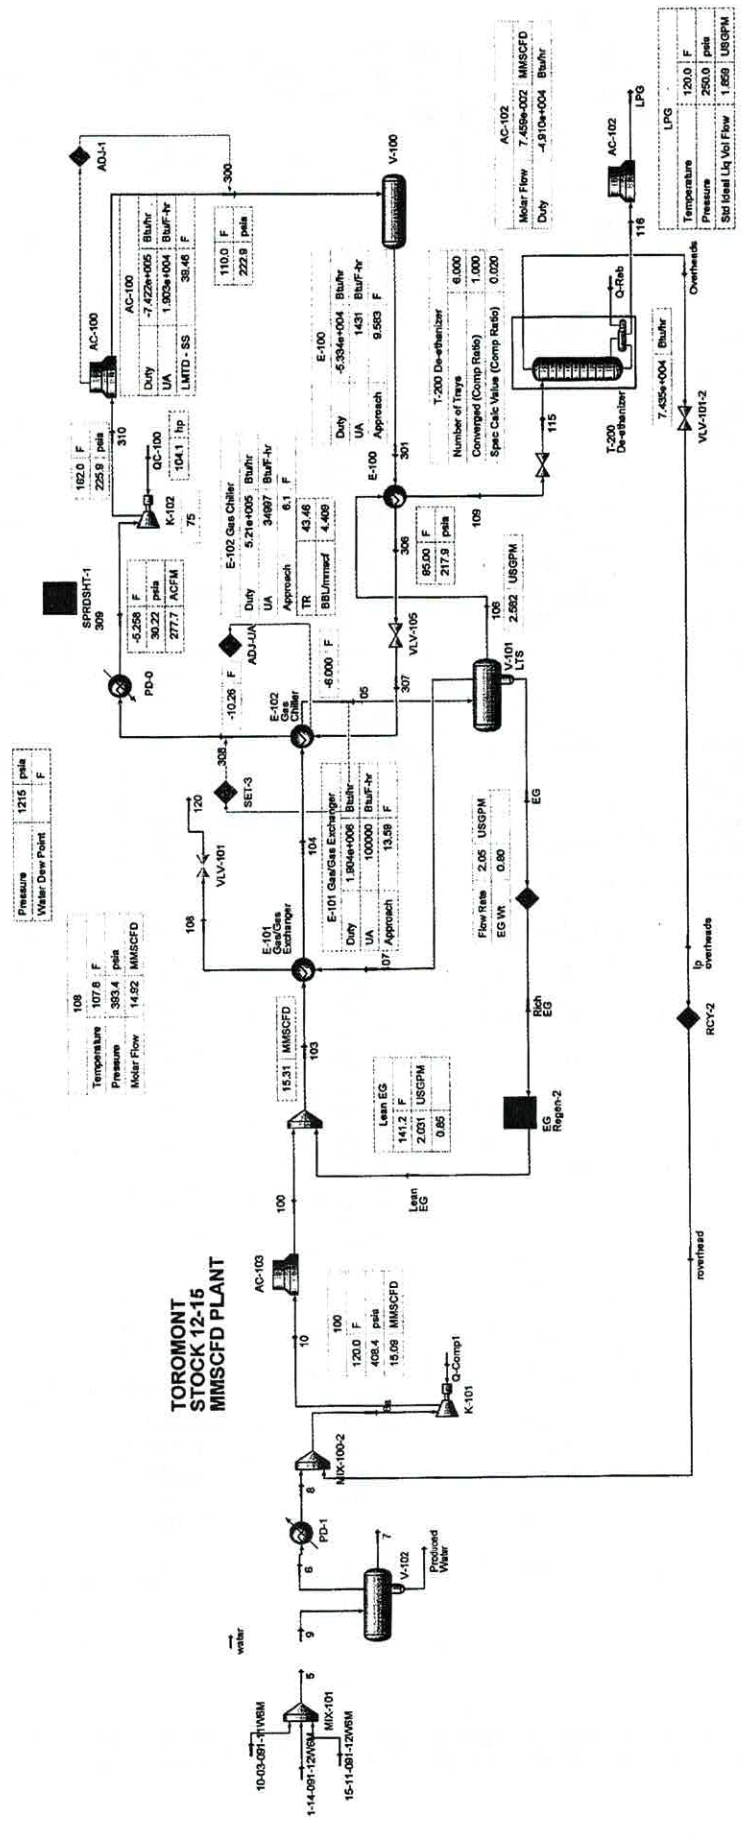 TOROMONT
STOCK 12-15
MMSCFD PLANT
10-03-091-11W6M
1-14-091-12W6M
15-11-091-12W6M
MIX-101
5
water
9
V-102
7
Produced
Water
6
PD-1
8
MIX-100-2
K-101
Q-Comp1
10
AC-103
100
100
120.0 F
408.4 psia
15.09 MMSCFD
Lean
EG
Lean EG
141.2 F
2.031 USGPM
0.85
EG
Regen-2
Rich
EG
15.31 MMSCFD
103
108
Temperature 107.6 F
Pressure 393.4 psia
Molar Flow 14.92 MMSCFD
Pressure 1215 psia
Water Dew Point F
E-101
Gas/Gas
Exchanger
VLV-101
120
104
107
E-101 Gas/Gas Exchanger
Duty 1.904e+006 Btu/hr
UA 100000 Btu/F-hr
Approach 13.59 F
SET-3
308
-10.26 F
E-102
Gas
Chiller
ADJ-UA
-6.000 F
05
E-102 Gas Chiller
Duty 5.21e+005 Btu/hr
UA 34997 Btu/F-hr
Approach 6.1 F
TR 43.46
BBL/mmscf 4.409
PD-0
-5.258 F
30.22 psia
277.7 ACFM
SPRDSHT-1
309
K-102
75
QC-100
104.1 hp
182.0 F
225.9 psia
310
AC-100
AC-100
Duty -7.422e+005 Btu/hr
UA 1.903e+004 Btu/F-hr
LMTD - SS 39.46 F
ADJ-1
300
110.0 F
222.9 psia
V-100
E-100
Duty -5.334e+004 Btu/hr
UA 1431 Btu/F-hr
Approach 9.583 F
301
E-100
306
VLV-105
307
V-101
LTS
106
2.582 USGPM
85.00 F
217.9 psia
109
115
EG
Flow Rate 2.05 USGPM
EG Wt 0.80
T-200 De-ethanizer
Number of Trays 6.000
Converged (Comp Ratio) 1.000
Spec Calc Value (Comp Ratio) 0.020
T-200
De-ethanizer
Q-Reb
7.435e+004 Btu/hr
116
AC-102
LPG
AC-102
Molar Flow 7.459e-002 MMSCFD
Duty -4.910e+004 Btu/hr
LPG
Temperature 120.0 F
Pressure 250.0 psia
Std Ideal Liq Vol Flow 1.859 USGPM
Overheads
VLV-101-2
lp
overheads
RCY-2
roverhead